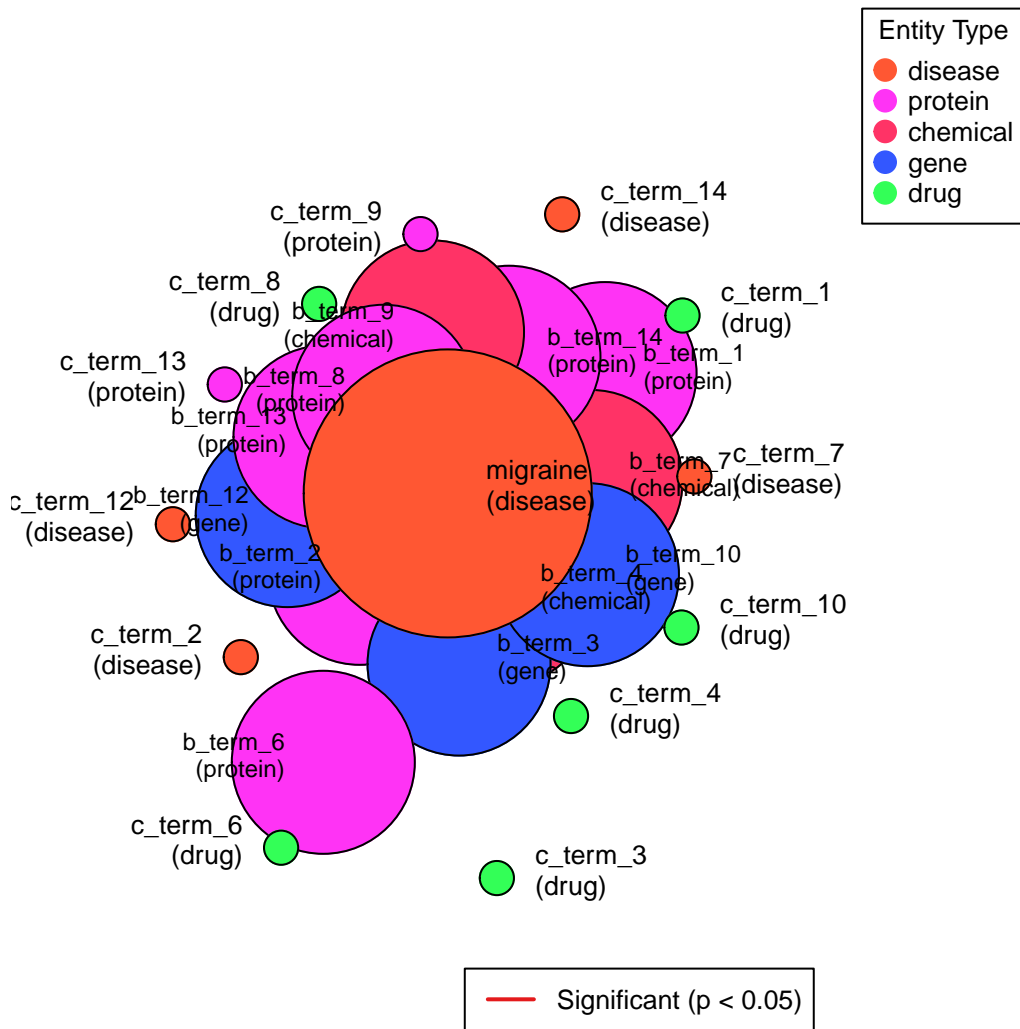 Entity Type
disease
protein
chemical
gene
drug
c_term_14
(disease)
c_term_9
(protein)
c_term_8
(drug)
c_term_1
(drug)
b_term_9
(chemical)
b_term_14
(protein)
b_term_1
(protein)
c_term_13
(protein)
b_term_8
(protein)
b_term_13
(protein)
migraine
(disease)
b_term_7
(chemical)
c_term_7
(disease)
c_term_12
(disease)
b_term_12
(gene)
b_term_2
(protein)
b_term_10
(gene)
b_term_4
(chemical)
c_term_10
(drug)
c_term_2
(disease)
b_term_3
(gene)
c_term_4
(drug)
b_term_6
(protein)
c_term_6
(drug)
c_term_3
(drug)
Significant (p < 0.05)